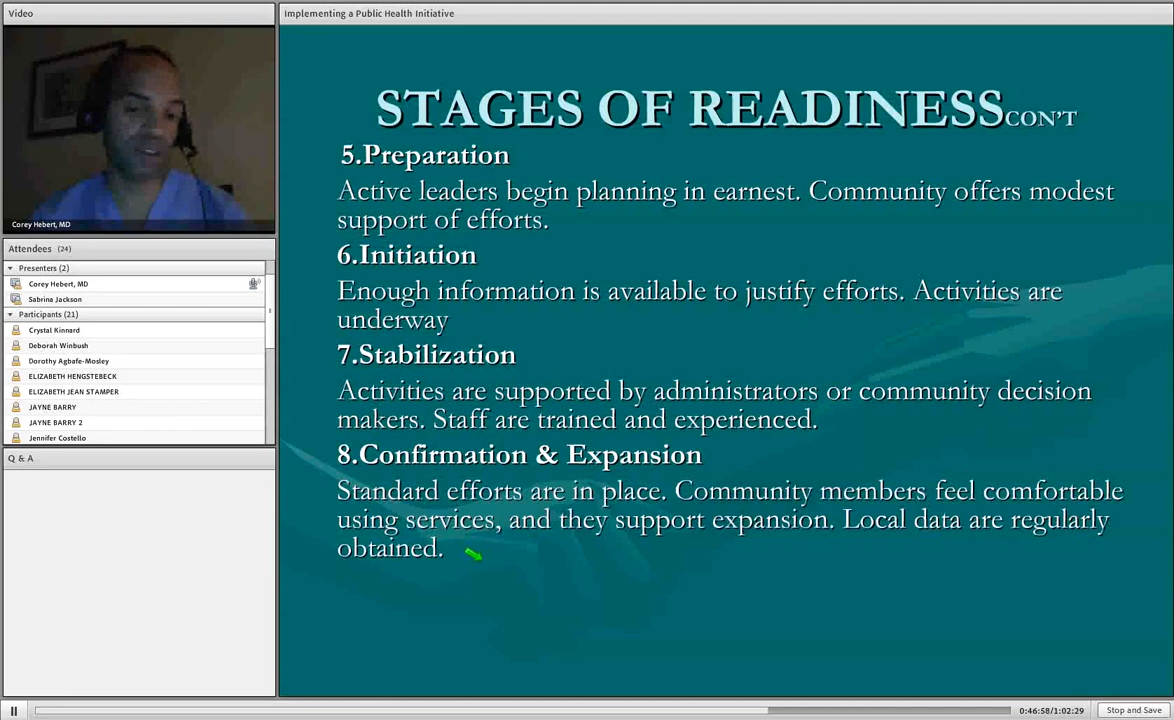 Video
Corey Hebert, MD
Attendees (24)
Presenters (2)
Corey Hebert, MD
Sabrina Jackson
Participants (21)
Crystal Kinnard
Deborah Winbush
Dorothy Agbafe-Mosley
ELIZABETH HENGSTEBECK
ELIZABETH JEAN STAMPER
JAYNE BARRY
JAYNE BARRY 2
Jennifer Costello
Q & A
Implementing a Public Health Initiative
STAGES OF READINESS CON'T
5.Preparation
Active leaders begin planning in earnest. Community offers modest
support of efforts.
6.Initiation
Enough information is available to justify efforts. Activities are
underway
7.Stabilization
Activities are supported by administrators or community decision
makers. Staff are trained and experienced.
8.Confirmation & Expansion
Standard efforts are in place. Community members feel comfortable
using services, and they support expansion. Local data are regularly
obtained.
0:46:58/1:02:29
Stop and Save